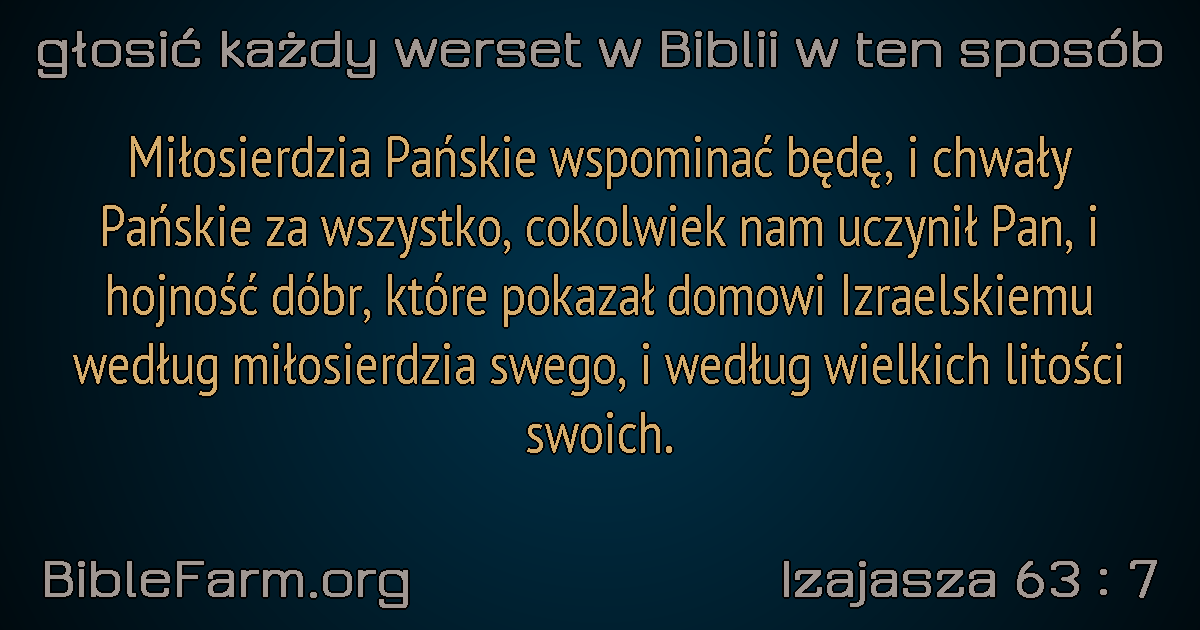 głosić każdy werset w Biblii w ten sposób
Miłosierdzia Pańskie wspominać będę, i chwały
Pańskie za wszystko, cokolwiek nam uczynił Pan, i
hojność dóbr, które pokazał domowi Izraelskiemu
według miłosierdzia swego, i według wielkich litości
swoich.
BibleFarm.org
Izajasza 63 : 7